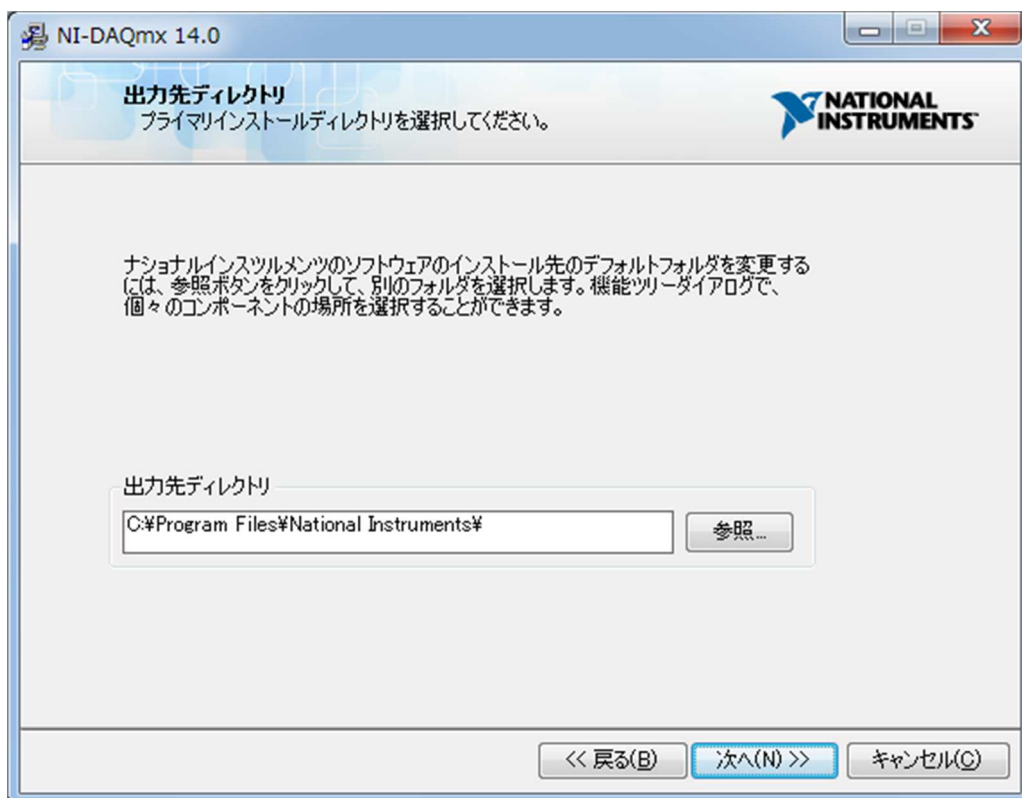 NI-DAQmx 14.0
出力先ディレクトリ
プライマリインストールディレクトリを選択してください。
NATIONAL
INSTRUMENTS™
ナショナルインスツルメンツのソフトウェアのインストール先のデフォルトフォルダを変更する
には、参照ボタンをクリックして、別のフォルダを選択します。機能ツリーダイアログで、
個々のコンポーネントの場所を選択することができます。
出力先ディレクトリ
C:¥Program Files¥National Instruments¥
参照...
<< 戻る(B)
次へ(N) >>
キャンセル(C)